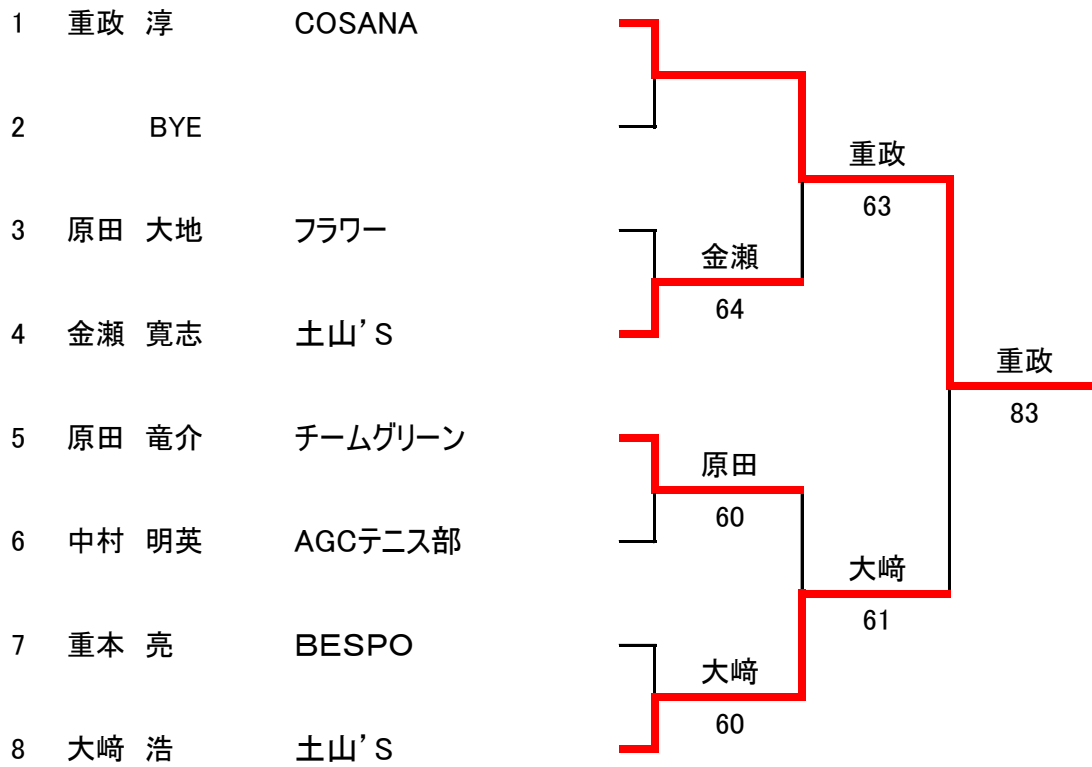 1 重政 淳 COSANA
2 BYE
重政
63
3 原田 大地 フラワー
金瀬
64
4 金瀬 寛志 土山’S
重政
83
5 原田 竜介 チームグリーン
原田
60
6 中村 明英 AGCテニス部
大﨑
61
7 重本 亮 BESPO
大﨑
60
8 大﨑 浩 土山’S